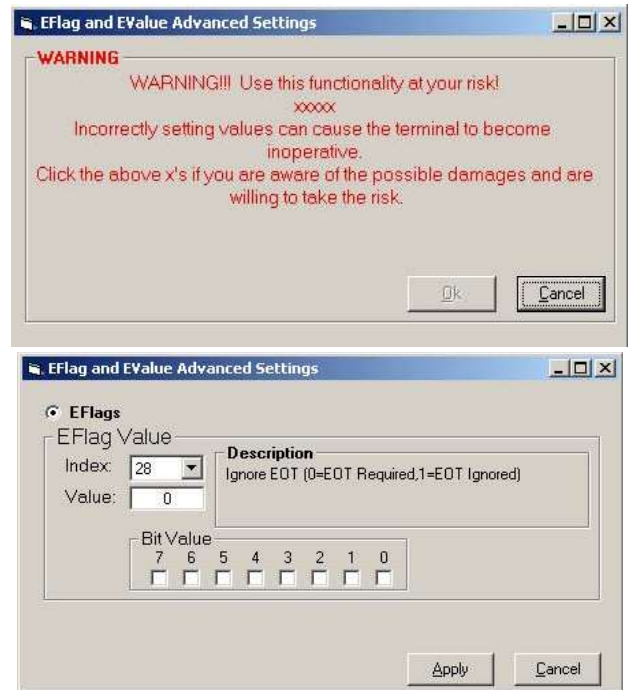 EFlag and EValue Advanced Settings
WARNING
WARNING!!! Use this functionality at your risk!
xxxxx
Incorrectly setting values can cause the terminal to become
inoperative.
Click the above x's if you are aware of the possible damages and are
willing to take the risk.
Ok Cancel
EFlag and EValue Advanced Settings
EFlags
EFlag Value
Index: 28
Description
Ignore EOT (0=EOT Required,1=EOT Ignored)
Value: 0
Bit Value
7 6 5 4 3 2 1 0
Apply Cancel